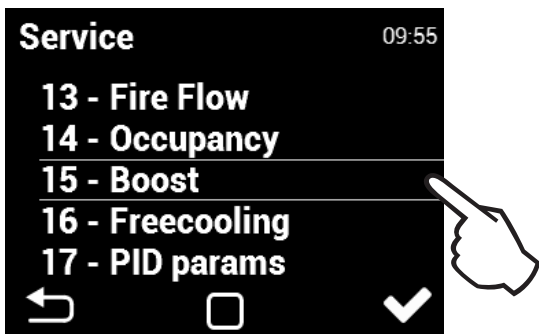 Service 09:55
13 - Fire Flow
14 - Occupancy
15 - Boost
16 - Freecooling
17 - PID params